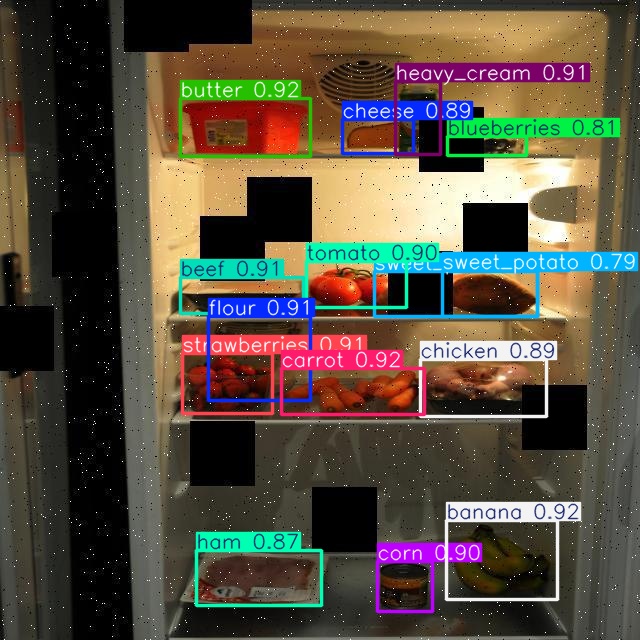 heavy_cream 0.91
butter 0.92
cheese 0.89
blueberries 0.81
tomato 0.90
sweet_potato 0.79
beef 0.91
flour 0.91
strawberries 0.91
carrot 0.92
chicken 0.89
banana 0.92
ham 0.87
corn 0.90